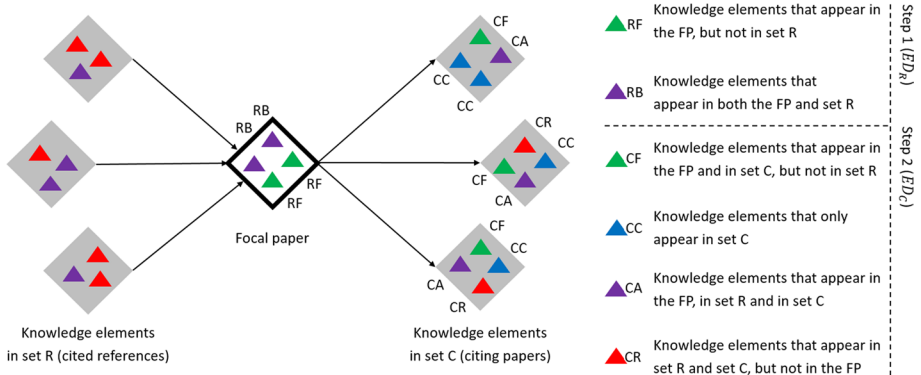 CF
CA
CC
CC
RB
RB
RF
RF
Focal paper
CR
CC
CF
CA
CF
CC
CA
CR
Knowledge elements
in set R (cited references)
Knowledge elements
in set C (citing papers)
RF Knowledge elements that appear in
the FP, but not in set R
RB Knowledge elements that
appear in both the FP and set R
CF Knowledge elements that appear in
the FP and in set C, but not in set R
CC Knowledge elements that only
appear in set C
CA Knowledge elements that appear in
the FP, in set R and in set C
CR Knowledge elements that appear in
set R and set C, but not in the FP
Step 1 (ED_R)
Step 2 (ED_C)